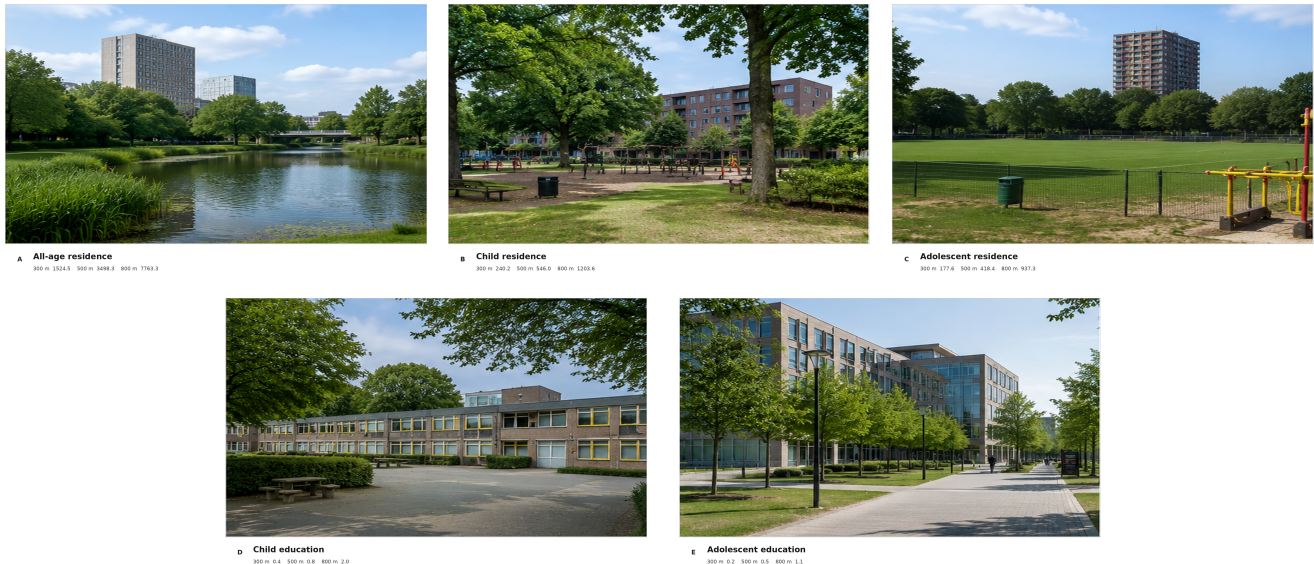 A All-age residence
300 m 1524.5 500 m 3498.3 800 m 7763.3
B Child residence
300 m 240.2 500 m 546.0 800 m 1203.6
C Adolescent residence
300 m 177.6 500 m 418.4 800 m 937.3
D Child education
300 m 0.4 500 m 0.8 800 m 2.0
E Adolescent education
300 m 0.2 500 m 0.5 800 m 1.1